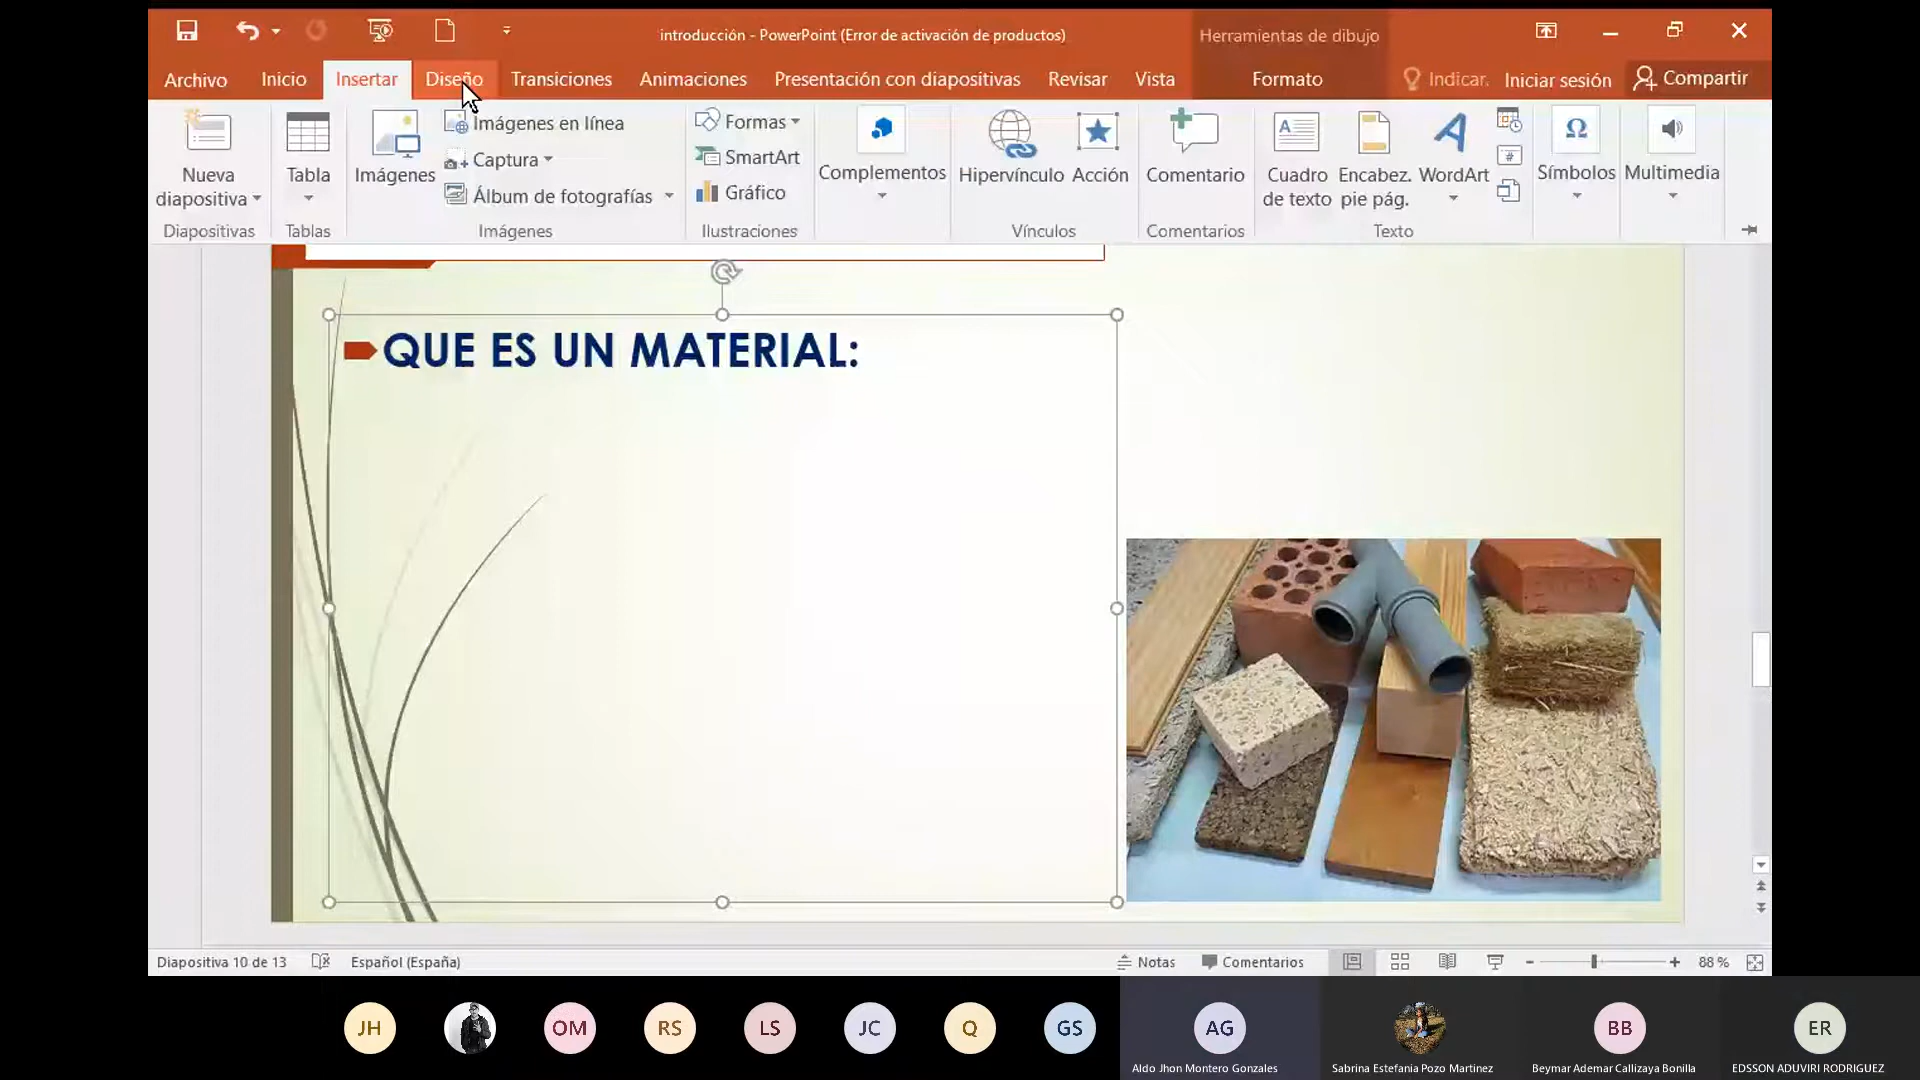 introducción - PowerPoint (Error de activación de productos)
Herramientas de dibujo
Archivo
Inicio
Insertar
Diseño
Transiciones
Animaciones
Presentación con diapositivas
Revisar
Vista
Formato
Indicar.
Iniciar sesión
Compartir
Nueva
diapositiva
Tabla
Imágenes
Imágenes en línea
Captura
Álbum de fotografías
Formas
SmartArt
Gráfico
Complementos
Hipervínculo
Acción
Comentario
Cuadro
de texto
Encabez.
pie pág.
WordArt
Símbolos
Multimedia
Diapositivas
Tablas
Imágenes
Ilustraciones
Vínculos
Comentarios
Texto
QUE ES UN MATERIAL:
Diapositiva 10 de 13
Español (España)
Notas
Comentarios
88 %
JH
OM
RS
LS
JC
Q
GS
AG
BB
ER
Aldo Jhon Montero Gonzales
Sabrina Estefania Pozo Martinez
Beymar Ademar Callizaya Bonilla
EDSSON ADUVIRI RODRIGUEZ